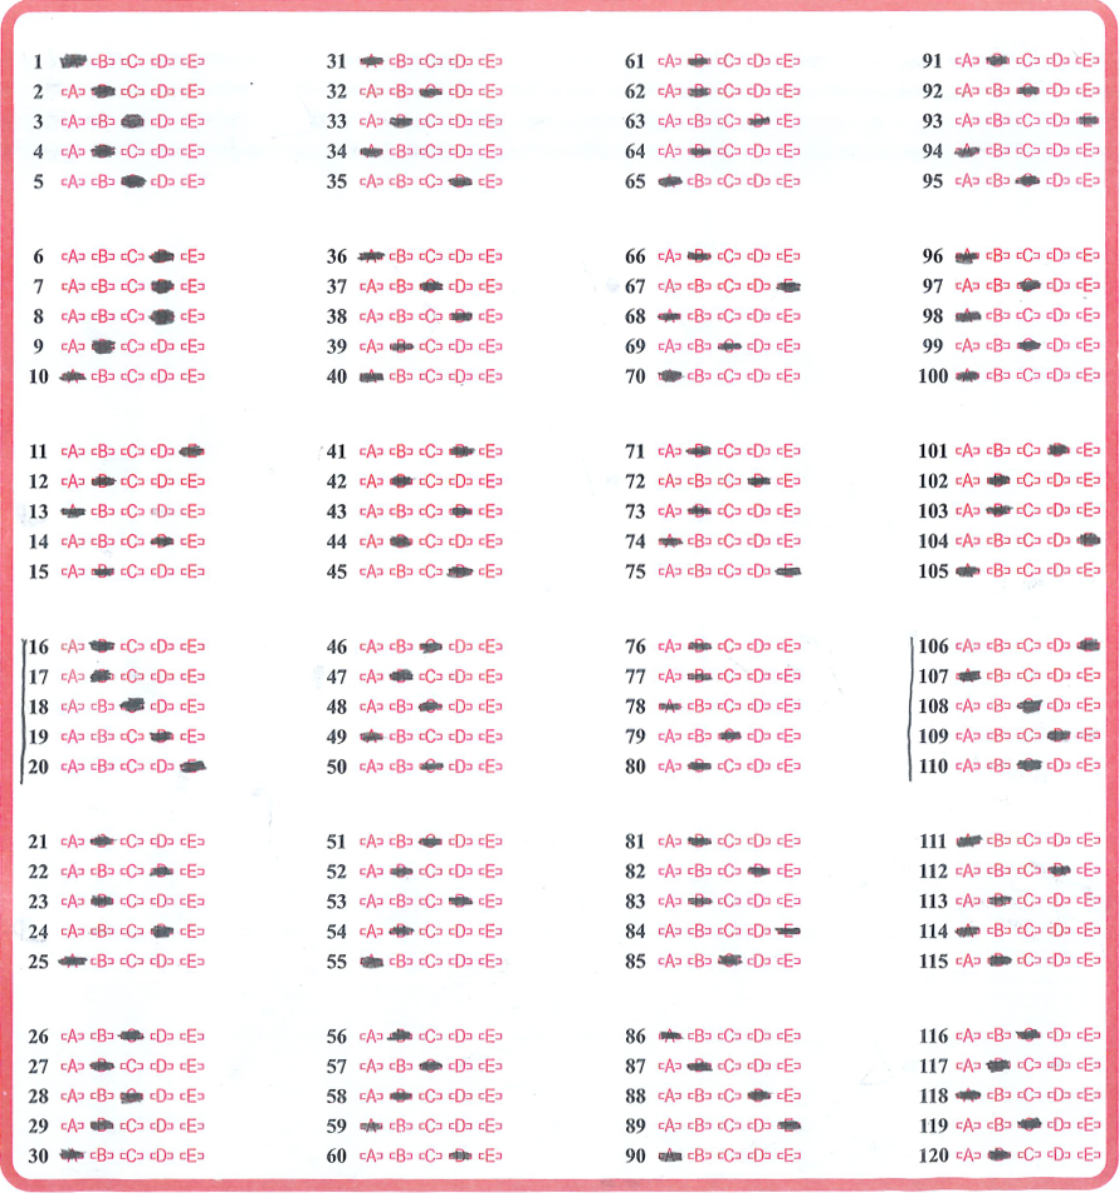 1 [B] [C] [D] [E]
2 [A] [C] [D] [E]
3 [A] [B] [D] [E]
4 [A] [C] [D] [E]
5 [A] [B] [D] [E]
6 [A] [B] [C] [E]
7 [A] [B] [C] [E]
8 [A] [B] [C] [E]
9 [A] [C] [D] [E]
10 [B] [C] [D] [E]
11 [A] [B] [C] [D]
12 [A] [C] [D] [E]
13 [B] [C] [D] [E]
14 [A] [B] [C] [E]
15 [A] [C] [D] [E]
16 [A] [C] [D] [E]
17 [A] [C] [D] [E]
18 [A] [B] [D] [E]
19 [A] [B] [C] [E]
20 [A] [B] [C] [D]
21 [A] [C] [D] [E]
22 [A] [B] [C] [E]
23 [A] [C] [D] [E]
24 [A] [B] [C] [E]
25 [B] [C] [D] [E]
26 [A] [B] [D] [E]
27 [A] [C] [D] [E]
28 [A] [B] [D] [E]
29 [A] [C] [D] [E]
30 [B] [C] [D] [E]
31 [B] [C] [D] [E]
32 [A] [B] [D] [E]
33 [A] [C] [D] [E]
34 [B] [C] [D] [E]
35 [A] [B] [C] [E]
36 [B] [C] [D] [E]
37 [A] [B] [D] [E]
38 [A] [B] [C] [E]
39 [A] [C] [D] [E]
40 [B] [C] [D] [E]
41 [A] [B] [C] [E]
42 [A] [C] [D] [E]
43 [A] [B] [C] [E]
44 [A] [C] [D] [E]
45 [A] [B] [C] [E]
46 [A] [B] [D] [E]
47 [A] [C] [D] [E]
48 [A] [B] [D] [E]
49 [B] [C] [D] [E]
50 [A] [B] [D] [E]
51 [A] [B] [D] [E]
52 [A] [C] [D] [E]
53 [A] [B] [C] [E]
54 [A] [C] [D] [E]
55 [B] [C] [D] [E]
56 [A] [C] [D] [E]
57 [A] [B] [D] [E]
58 [A] [C] [D] [E]
59 [B] [C] [D] [E]
60 [A] [B] [C] [E]
61 [A] [C] [D] [E]
62 [A] [C] [D] [E]
63 [A] [B] [C] [E]
64 [A] [C] [D] [E]
65 [B] [C] [D] [E]
66 [A] [C] [D] [E]
67 [A] [B] [C] [D]
68 [B] [C] [D] [E]
69 [A] [B] [D] [E]
70 [B] [C] [D] [E]
71 [A] [C] [D] [E]
72 [A] [B] [C] [E]
73 [A] [C] [D] [E]
74 [B] [C] [D] [E]
75 [A] [B] [C] [D]
76 [A] [C] [D] [E]
77 [A] [C] [D] [E]
78 [B] [C] [D] [E]
79 [A] [B] [D] [E]
80 [A] [C] [D] [E]
81 [A] [C] [D] [E]
82 [A] [B] [C] [E]
83 [A] [C] [D] [E]
84 [A] [B] [C] [D]
85 [A] [B] [D] [E]
86 [B] [C] [D] [E]
87 [A] [C] [D] [E]
88 [A] [B] [C] [E]
89 [A] [B] [C] [D]
90 [B] [C] [D] [E]
91 [A] [C] [D] [E]
92 [A] [B] [D] [E]
93 [A] [B] [C] [D]
94 [B] [C] [D] [E]
95 [A] [B] [D] [E]
96 [B] [C] [D] [E]
97 [A] [B] [D] [E]
98 [B] [C] [D] [E]
99 [A] [B] [D] [E]
100 [B] [C] [D] [E]
101 [A] [B] [C] [E]
102 [A] [C] [D] [E]
103 [A] [C] [D] [E]
104 [A] [B] [C] [D]
105 [B] [C] [D] [E]
106 [A] [B] [C] [D]
107 [B] [C] [D] [E]
108 [A] [B] [D] [E]
109 [A] [B] [C] [E]
110 [A] [B] [D] [E]
111 [B] [C] [D] [E]
112 [A] [B] [C] [E]
113 [A] [C] [D] [E]
114 [B] [C] [D] [E]
115 [A] [C] [D] [E]
116 [A] [B] [D] [E]
117 [A] [C] [D] [E]
118 [B] [C] [D] [E]
119 [A] [B] [D] [E]
120 [A] [C] [D] [E]